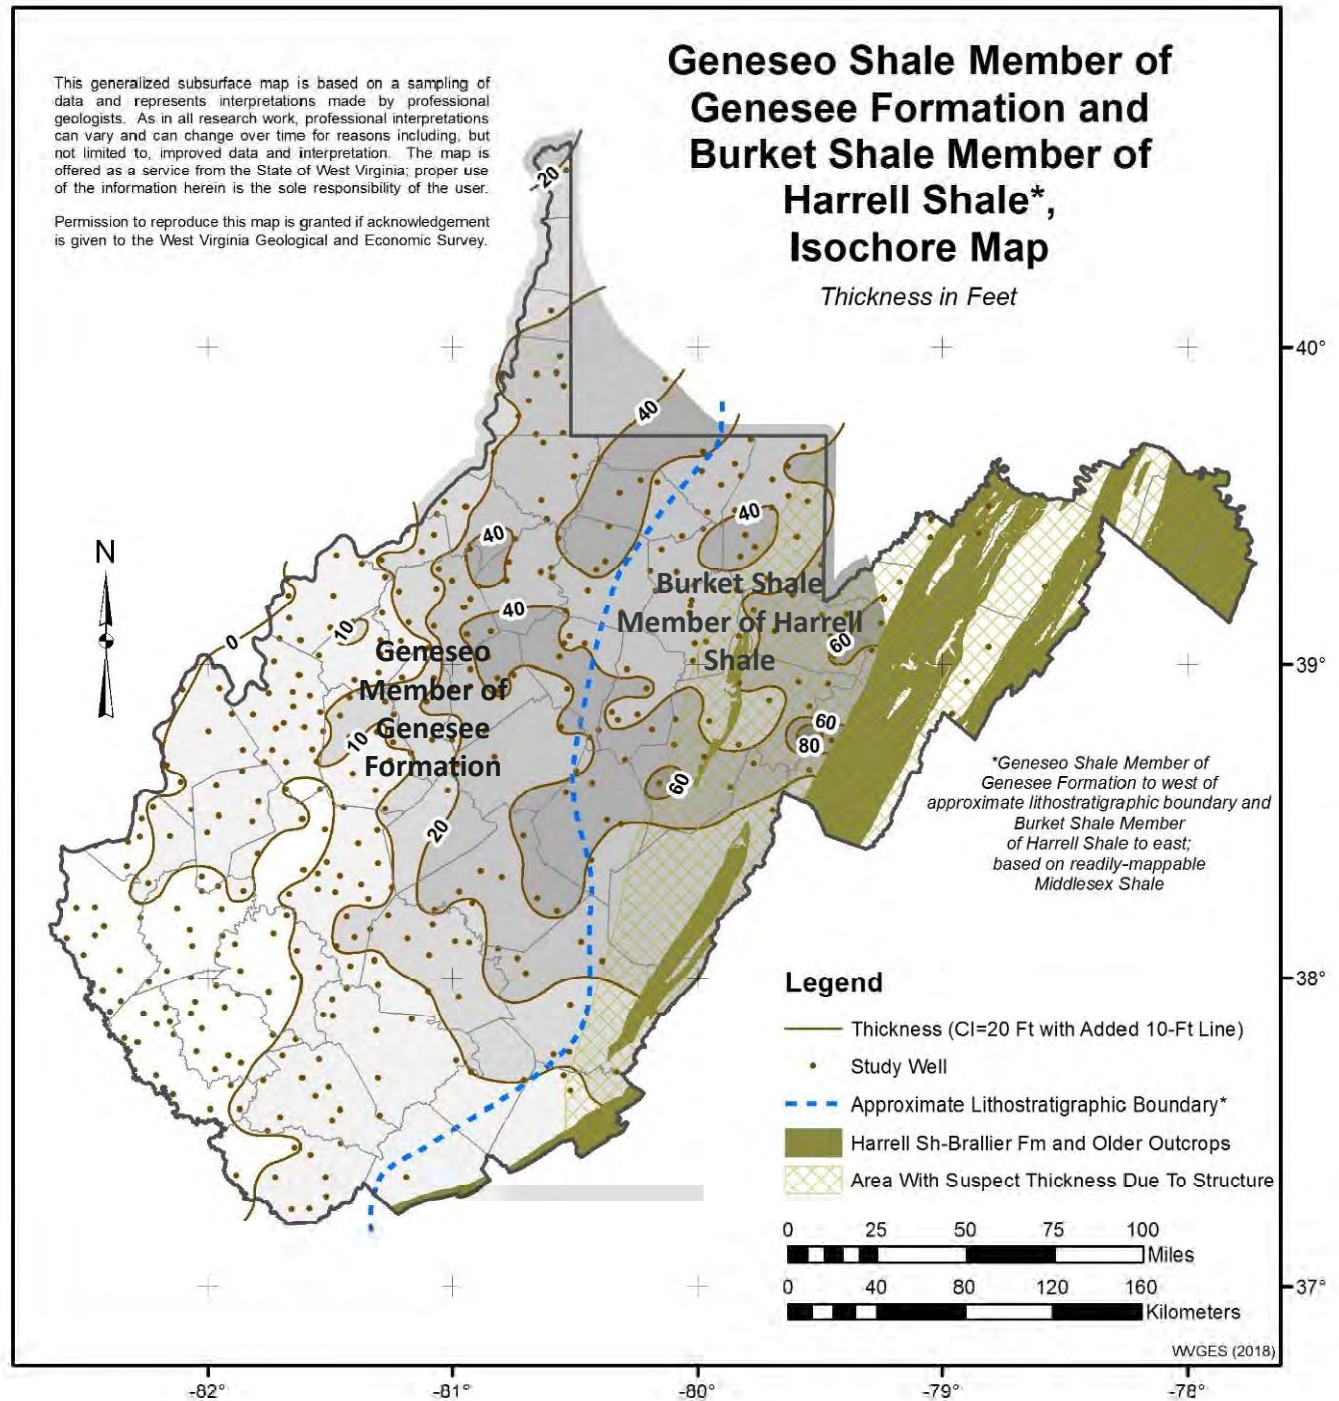 This generalized subsurface map is based on a sampling of
data and represents interpretations made by professional
geologists. As in all research work, professional interpretations
can vary and can change over time for reasons including, but
not limited to, improved data and interpretation. The map is
offered as a service from the State of West Virginia; proper use
of the information herein is the sole responsibility of the user.
Permission to reproduce this map is granted if acknowledgement
is given to the West Virginia Geological and Economic Survey.
Geneseo Shale Member of
Genesee Formation and
Burket Shale Member of
Harrell Shale*,
Isochore Map
Thickness in Feet
20
40°
40
40
40
N
40
Burket Shale
Member of Harrell
Shale
10
0
60
39°
Geneseo
Member of
Genesee
Formation
10
60
80
60
20
*Geneseo Shale Member of
Genesee Formation to west of
approximate lithostratigraphic boundary and
Burket Shale Member
of Harrell Shale to east;
based on readily-mappable
Middlesex Shale
38°
Legend
Thickness (CI=20 Ft with Added 10-Ft Line)
Study Well
Approximate Lithostratigraphic Boundary*
Harrell Sh-Brallier Fm and Older Outcrops
Area With Suspect Thickness Due To Structure
0 25 50 75 100
Miles
0 40 80 120 160
Kilometers
37°
WVGES (2018)
-82° -81° -80° -79° -78°